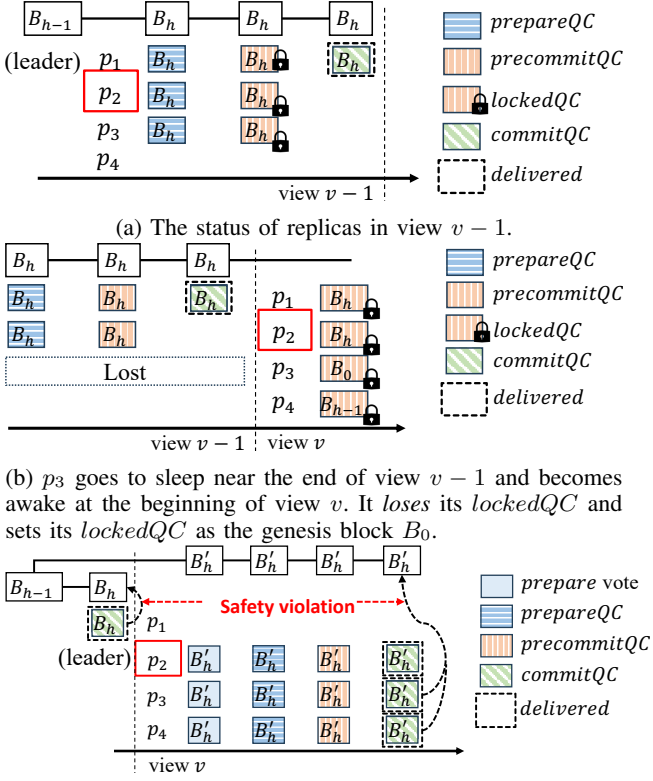 B_{h-1} B_h B_h B_h
prepareQC
(leader) p_1 B_h B_h B_h
precommitQC
p_2 B_h B_h
lockedQC
p_3 B_h B_h
commitQC
p_4
delivered
view v − 1
(a) The status of replicas in view v − 1.
B_h B_h B_h
prepareQC
B_h B_h B_h p_1 B_h
precommitQC
B_h B_h p_2 B_h
lockedQC
Lost p_3 B_0
commitQC
p_4 B_{h-1}
delivered
view v − 1 view v
(b) p_3 goes to sleep near the end of view v − 1 and becomes
awake at the beginning of view v. It loses its lockedQC and
sets its lockedQC as the genesis block B_0.
B'_h B'_h B'_h B'_h
B_{h-1} B_h
prepare vote
Safety violation
prepareQC
B_h p_1
precommitQC
(leader) p_2 B'_h B'_h B'_h B'_h
commitQC
p_3 B'_h B'_h B'_h B'_h
delivered
p_4 B'_h B'_h B'_h B'_h
view v